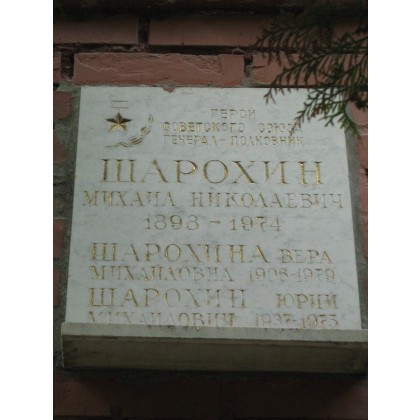 ГЕРОЙ
СОВЕТСКОГО СОЮЗА
ГЕНЕРАЛ-ПОЛКОВНИК
ШАРОХИН
МИХАИЛ НИКОЛАЕВИЧ
1898-1974
ШАРОХИНА ВЕРА
МИХАЙЛОВНА 1906-1979
ШАРОХИН ЮРИЙ
МИХАЙЛОВИЧ 1937-1975